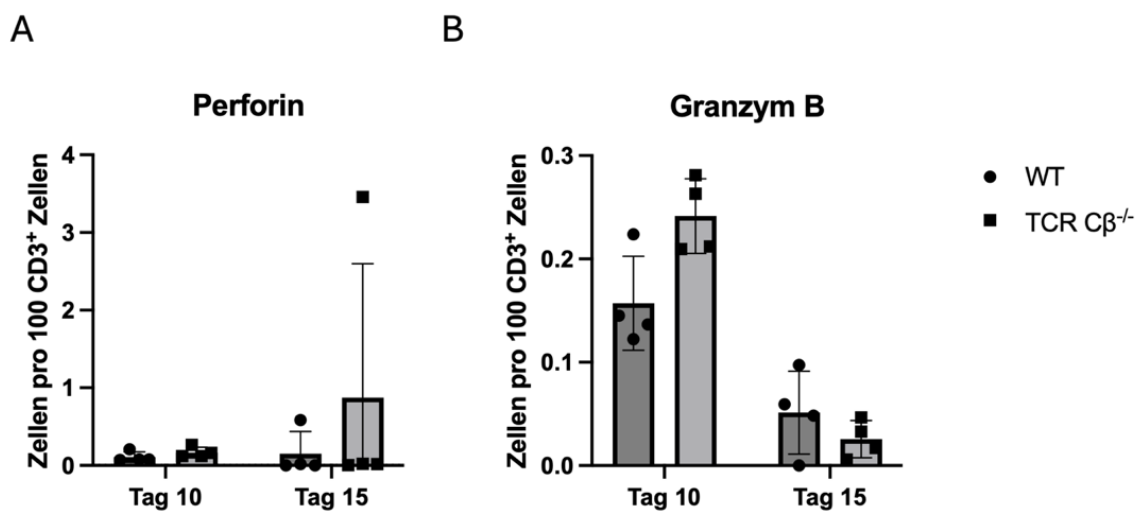 A
B
Perforin
Granzym B
Zellen pro 100 CD3⁺ Zellen
4
3
2
1
0
Tag 10
Tag 15
Zellen pro 100 CD3⁺ Zellen
0.3
0.2
0.1
0.0
Tag 10
Tag 15
WT
TCR Cβ⁻/⁻